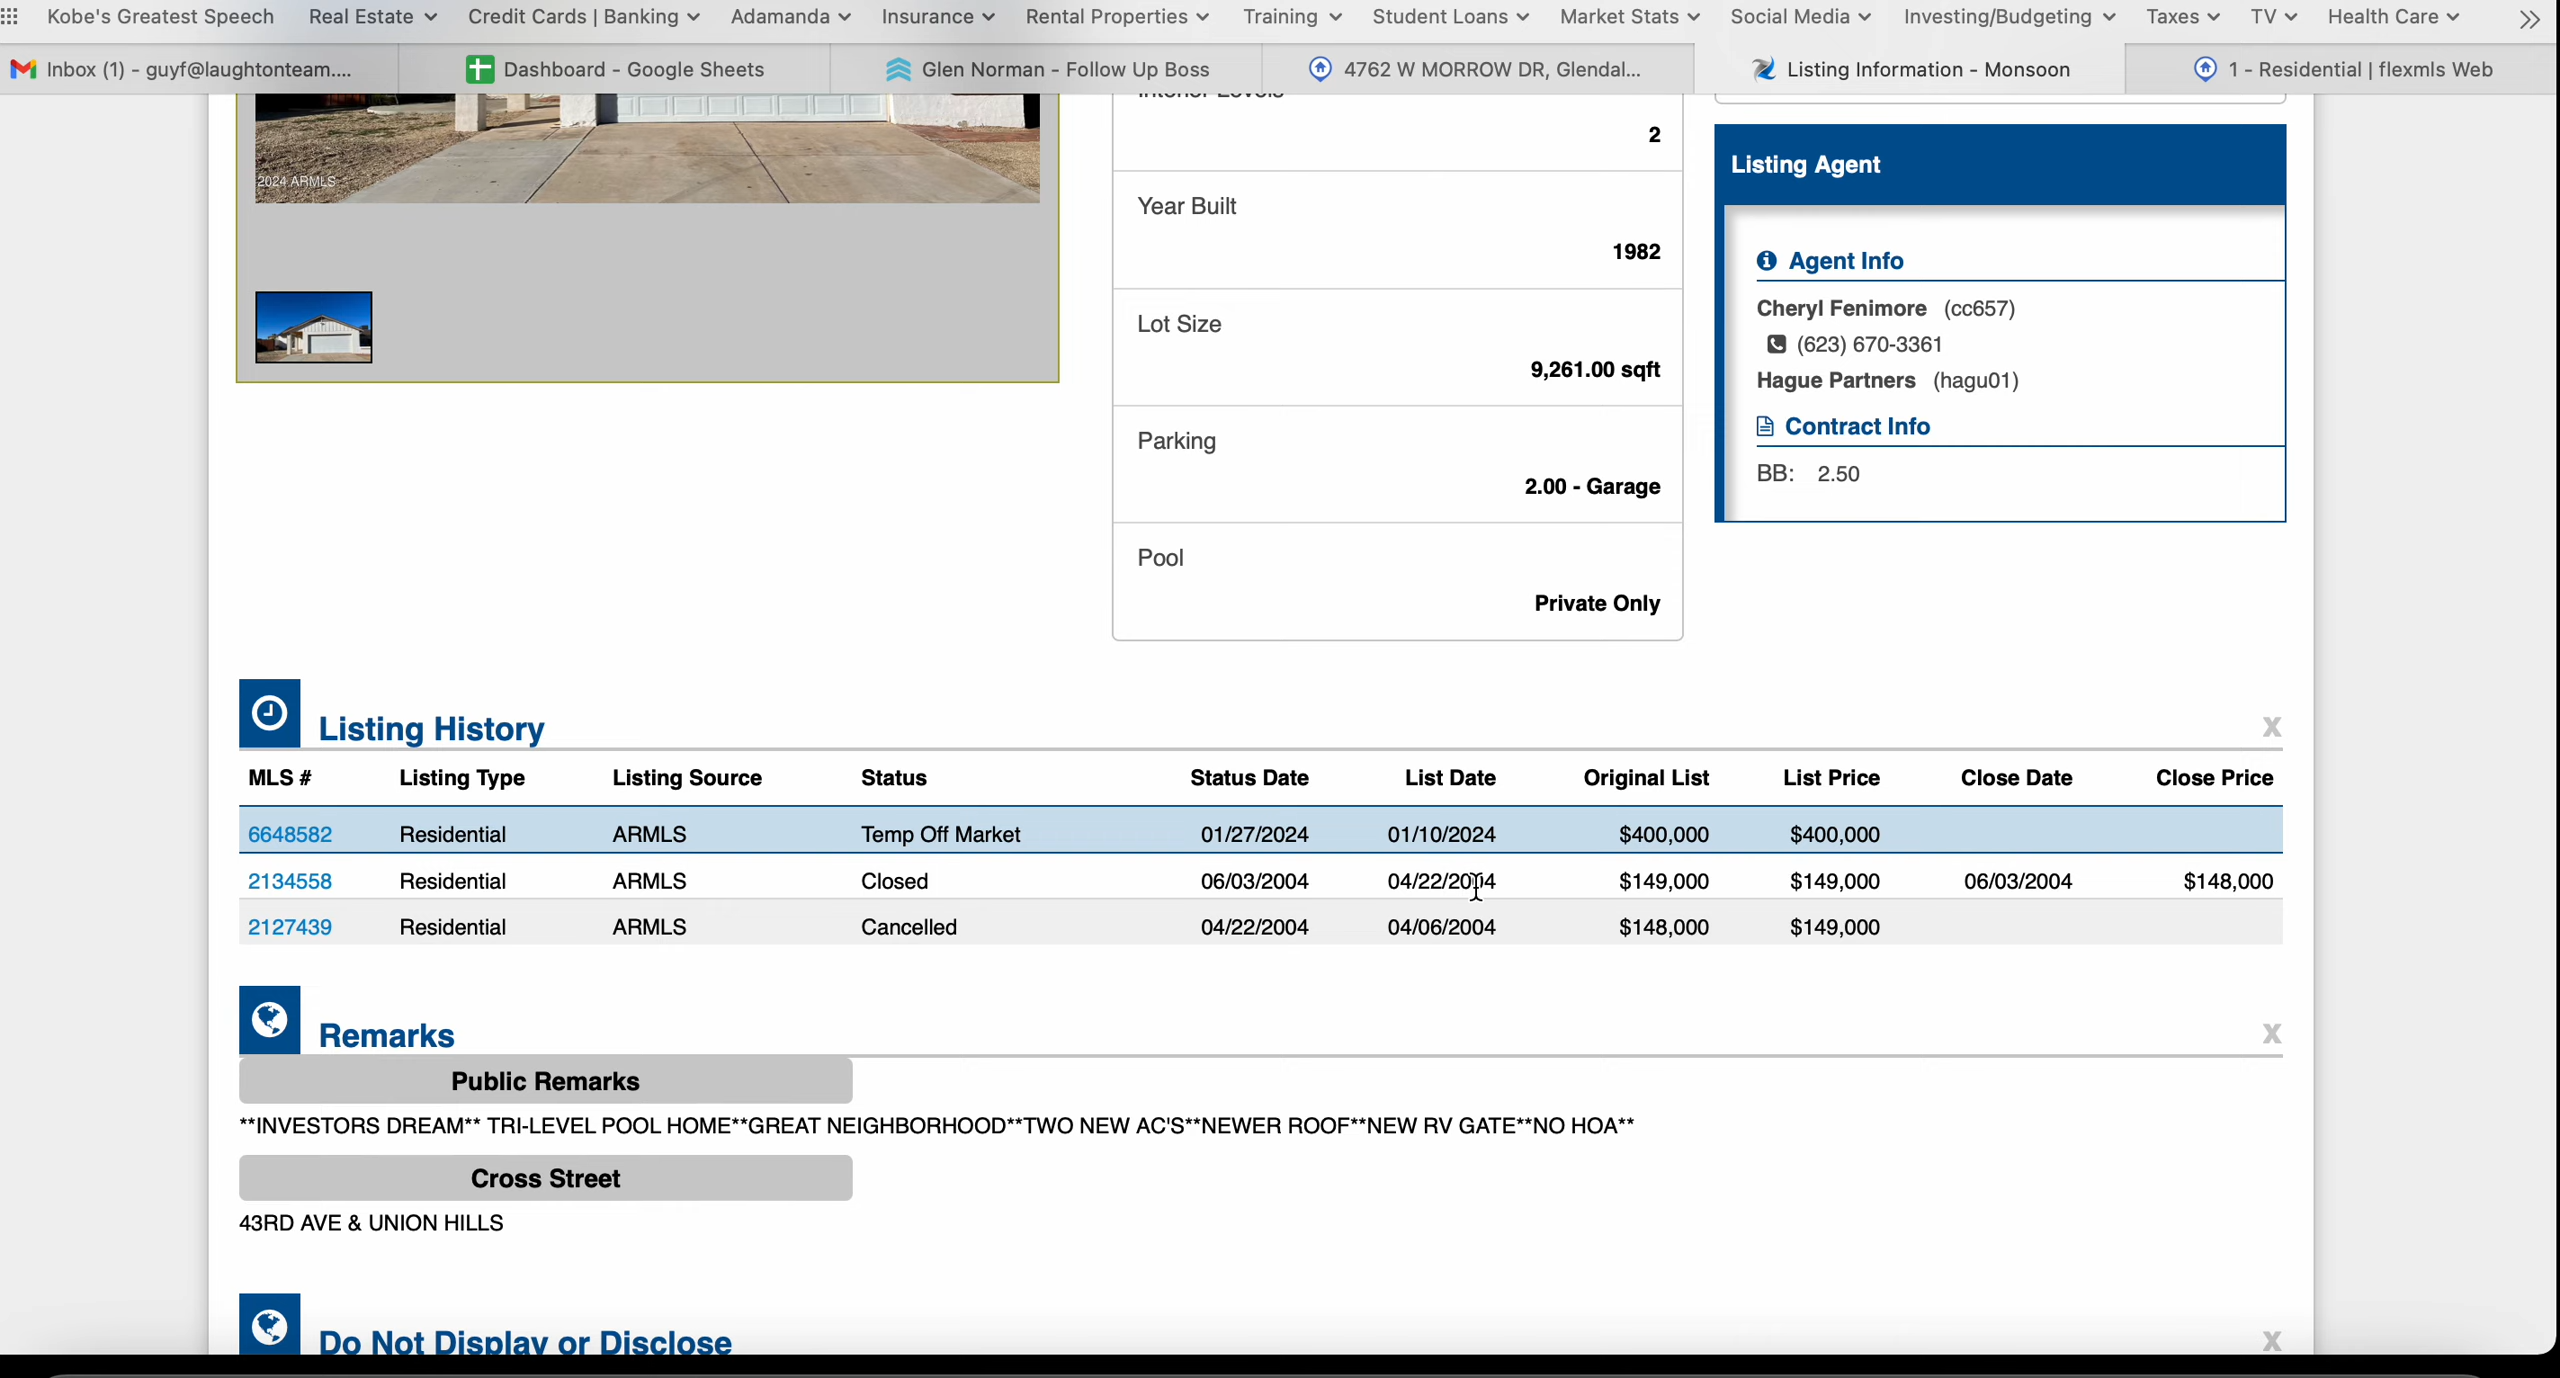 Kobe's Greatest Speech Real Estate Credit Cards | Banking Adamanda Insurance Rental Properties Training Student Loans Market Stats Social Media Investing/Budgeting Taxes TV Health Care
Inbox (1) - guyf@laughtonteam.... Dashboard - Google Sheets Glen Norman - Follow Up Boss 4762 W MORROW DR, Glendal... Listing Information - Monsoon 1 - Residential | flexmls Web
2024 ARMLS
Interior Levels
2
Year Built
1982
Lot Size
9,261.00 sqft
Parking
2.00 - Garage
Pool
Private Only
Listing Agent
Agent Info
Cheryl Fenimore (cc657)
(623) 670-3361
Hague Partners (hagu01)
Contract Info
BB: 2.50
Listing History X
MLS # Listing Type Listing Source Status Status Date List Date Original List List Price Close Date Close Price
6648582 Residential ARMLS Temp Off Market 01/27/2024 01/10/2024 $400,000 $400,000
2134558 Residential ARMLS Closed 06/03/2004 04/22/2004 $149,000 $149,000 06/03/2004 $148,000
2127439 Residential ARMLS Cancelled 04/22/2004 04/06/2004 $148,000 $149,000
Remarks X
Public Remarks
**INVESTORS DREAM** TRI-LEVEL POOL HOME**GREAT NEIGHBORHOOD**TWO NEW AC'S**NEWER ROOF**NEW RV GATE**NO HOA**
Cross Street
43RD AVE & UNION HILLS
Do Not Display or Disclose X